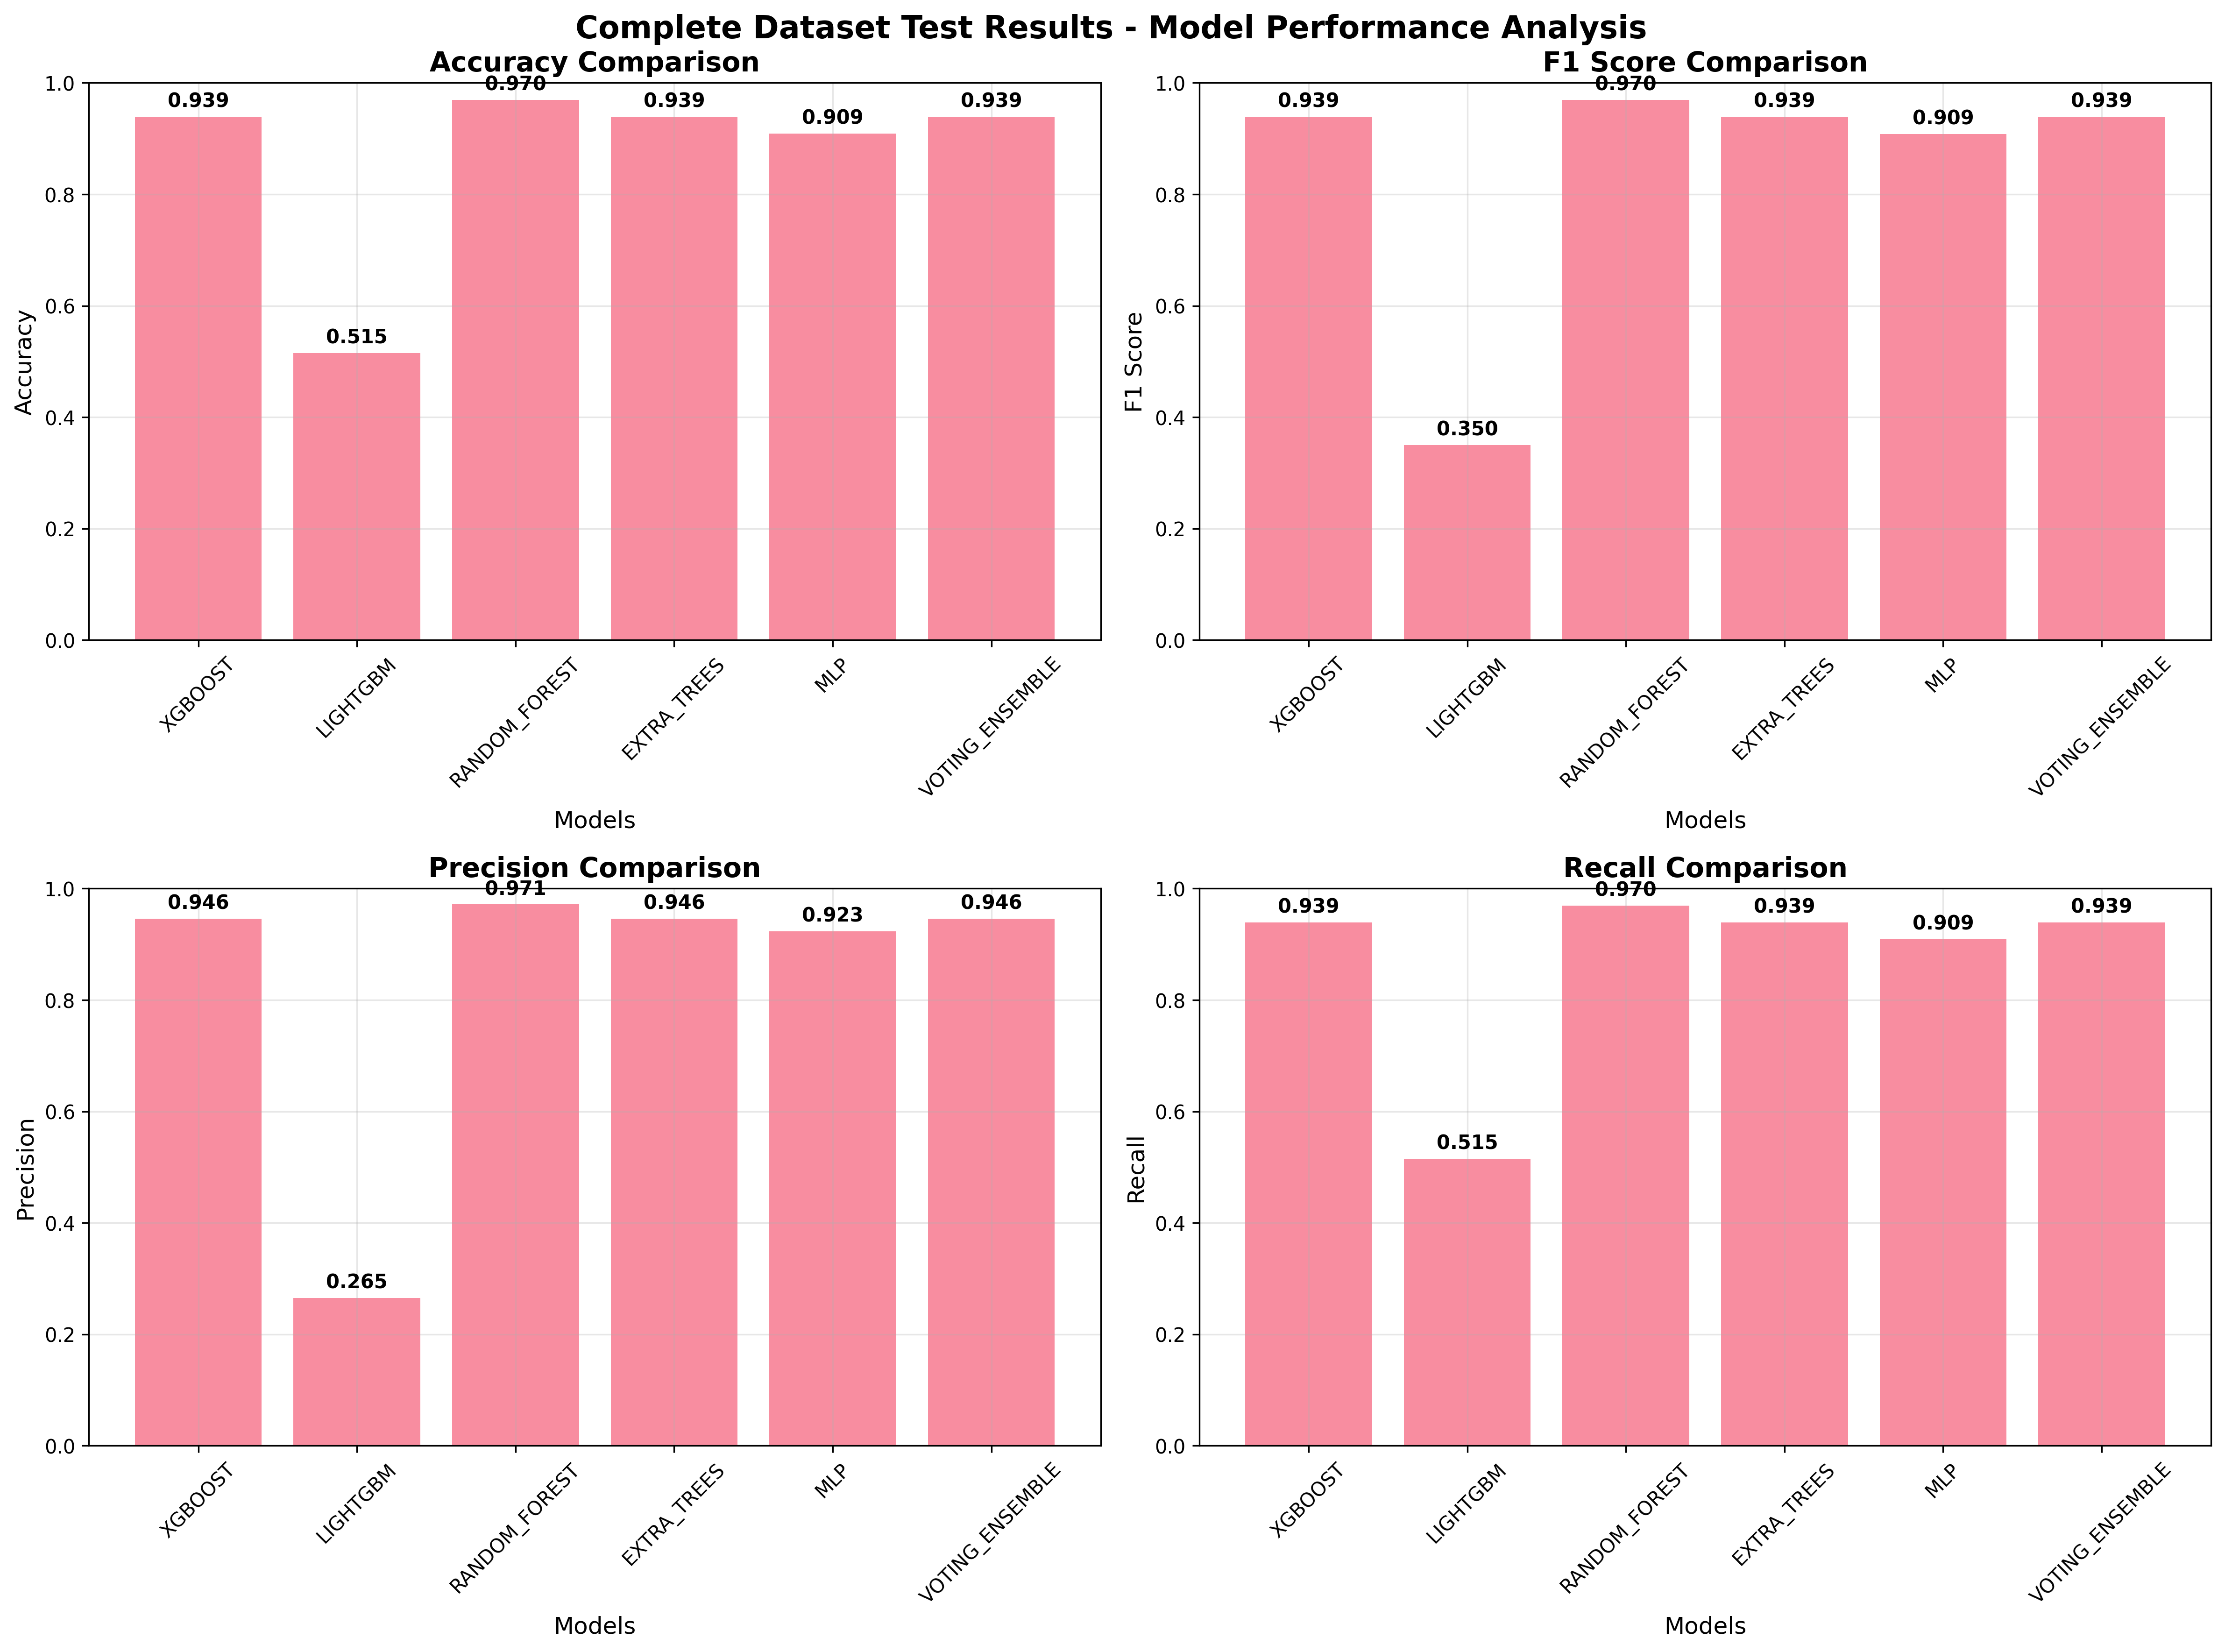 Complete Dataset Test Results - Model Performance Analysis
Accuracy Comparison
Accuracy
1.0
0.8
0.6
0.4
0.2
0.0
0.939
0.515
0.970
0.939
0.909
0.939
XGBOOST
LIGHTGBM
RANDOM_FOREST
EXTRA_TREES
MLP
VOTING_ENSEMBLE
Models
F1 Score Comparison
F1 Score
1.0
0.8
0.6
0.4
0.2
0.0
0.939
0.350
0.970
0.939
0.909
0.939
XGBOOST
LIGHTGBM
RANDOM_FOREST
EXTRA_TREES
MLP
VOTING_ENSEMBLE
Models
Precision Comparison
Precision
1.0
0.8
0.6
0.4
0.2
0.0
0.946
0.265
0.971
0.946
0.923
0.946
XGBOOST
LIGHTGBM
RANDOM_FOREST
EXTRA_TREES
MLP
VOTING_ENSEMBLE
Models
Recall Comparison
Recall
1.0
0.8
0.6
0.4
0.2
0.0
0.939
0.515
0.970
0.939
0.909
0.939
XGBOOST
LIGHTGBM
RANDOM_FOREST
EXTRA_TREES
MLP
VOTING_ENSEMBLE
Models